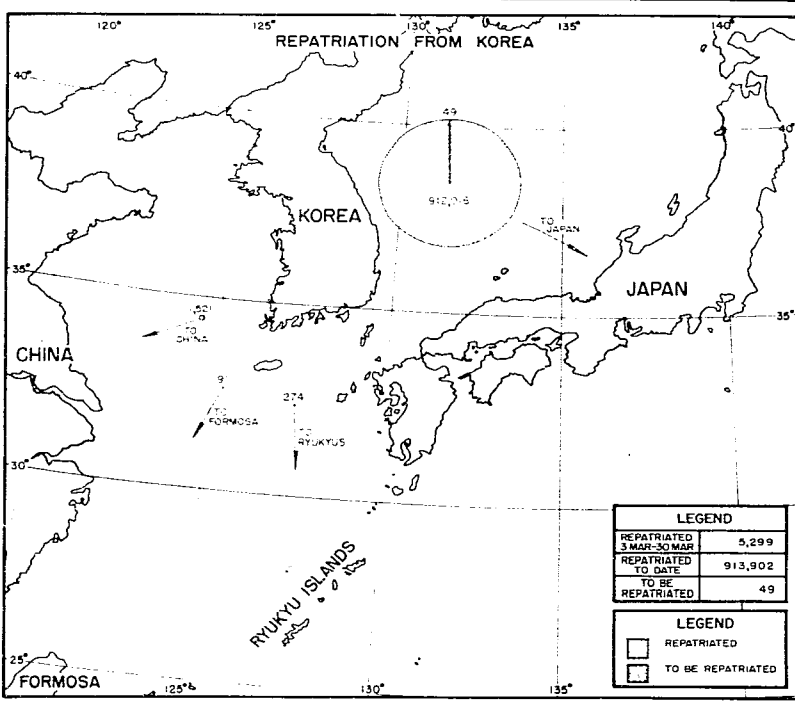 120° 125° 130° 135° 140°
REPATRIATION FROM KOREA
40°
49
40°
KOREA
TO
JAPAN
35°
JAPAN
35°
TO
CHINA
CHINA
9
274
TO
FORMOSA
TO
RYUKYUS
30°
130°
LEGEND
REPATRIATED
3 MAR-30 MAR 5,299
REPATRIATED
TO DATE 913,902
TO BE
REPATRIATED 49
RYUKYU ISLANDS
LEGEND
REPATRIATED
TO BE REPATRIATED
25°
FORMOSA
125° 130° 135°